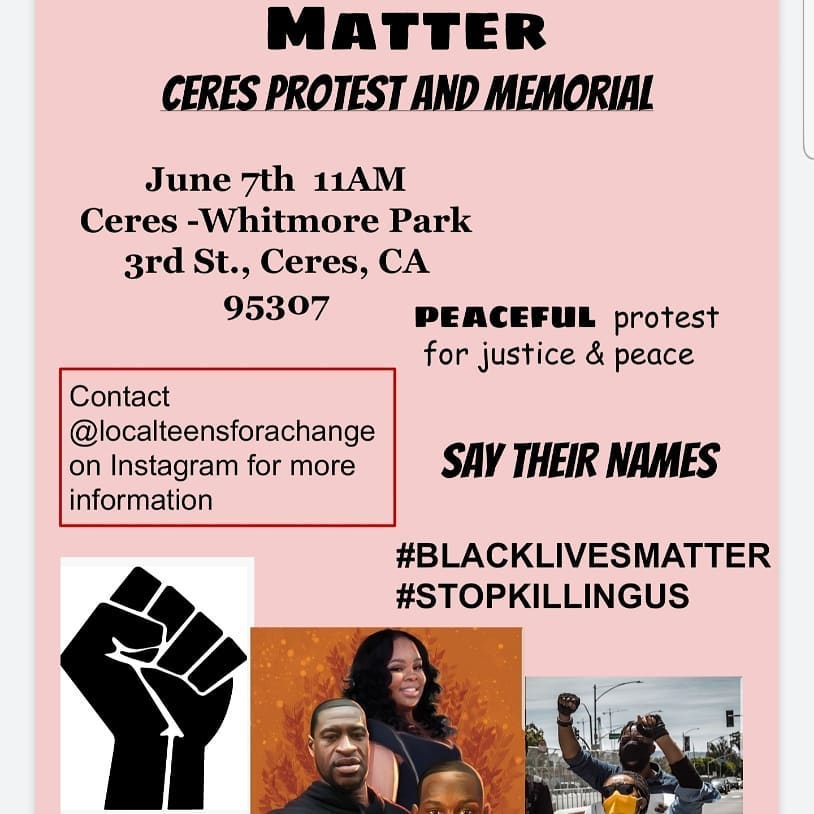 MATTER
CERES PROTEST AND MEMORIAL
June 7th 11AM
Ceres -Whitmore Park
3rd St., Ceres, CA
95307
PEACEFUL protest
for justice & peace
Contact
@localteensforachange
on Instagram for more
information
SAY THEIR NAMES
#BLACKLIVESMATTER
#STOPKILLINGUS